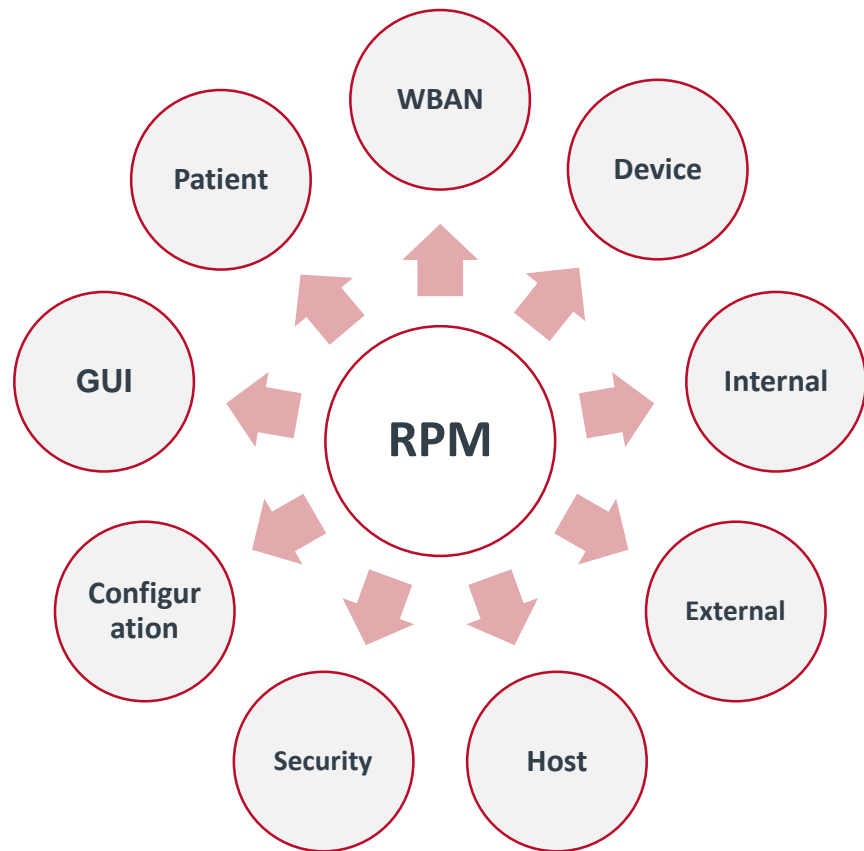 WBAN
Device
Internal
External
Host
Security
Configur
ation
GUI
Patient
RPM